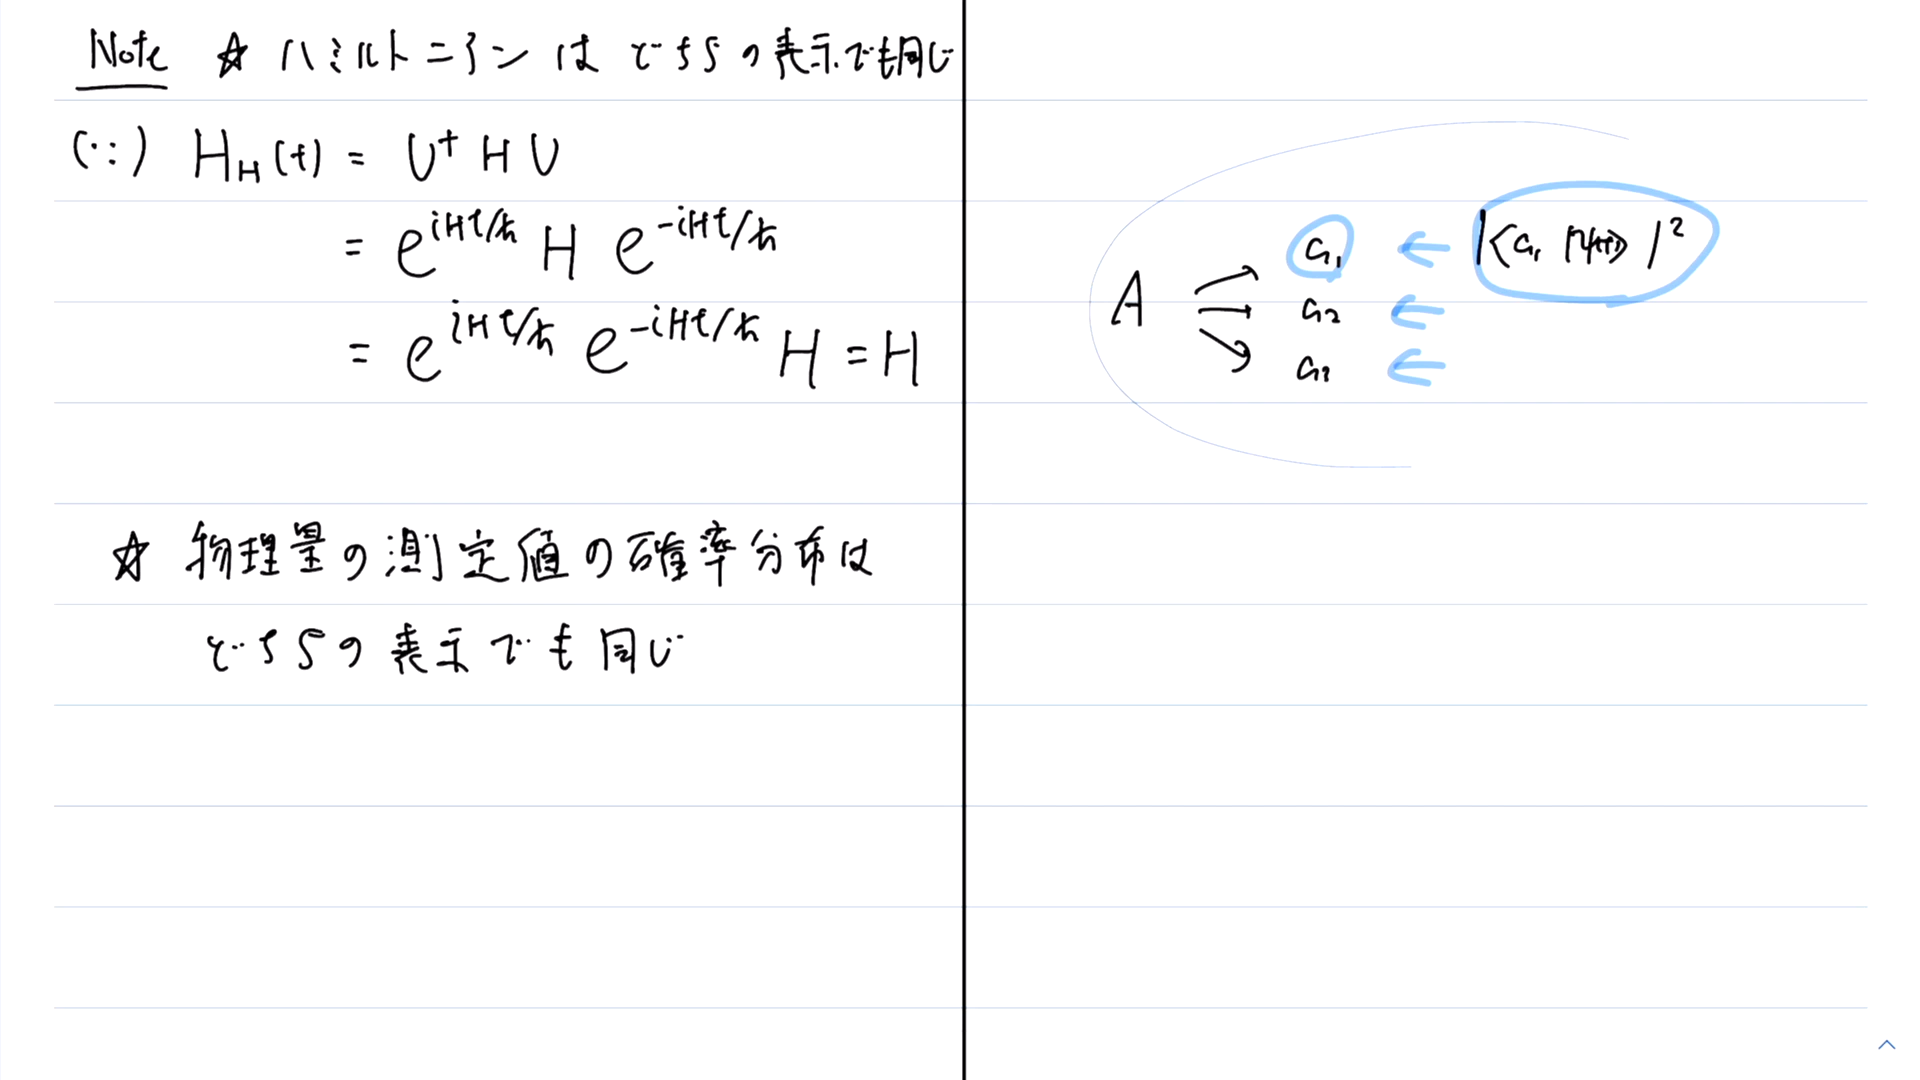 Note ☆ ハミルトニアンは どちらの表示でも同じ
(∵) H_H(t) = U† H U
= e^{iHt/ℏ} H e^{-iHt/ℏ}
= e^{iHt/ℏ} e^{-iHt/ℏ} H = H
☆ 物理量の測定値の確率分布は
どちらの表示でも同じ
a₁ ← |⟨a₁|ψ(t)⟩|²
A → a₂ ←
a₃ ←